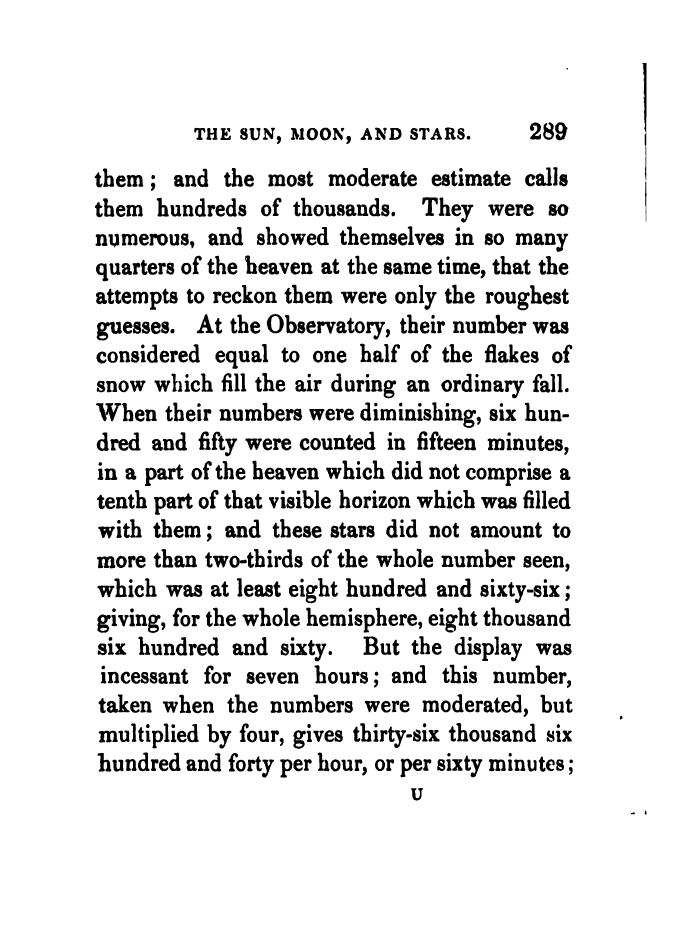 THE SUN, MOON, AND STARS. 289
them; and the most moderate estimate calls
them hundreds of thousands. They were so
numerous, and showed themselves in so many
quarters of the heaven at the same time, that the
attempts to reckon them were only the roughest
guesses. At the Observatory, their number was
considered equal to one half of the flakes of
snow which fill the air during an ordinary fall.
When their numbers were diminishing, six hun-
dred and fifty were counted in fifteen minutes,
in a part of the heaven which did not comprise a
tenth part of that visible horizon which was filled
with them; and these stars did not amount to
more than two-thirds of the whole number seen,
which was at least eight hundred and sixty-six;
giving, for the whole hemisphere, eight thousand
six hundred and sixty. But the display was
incessant for seven hours; and this number,
taken when the numbers were moderated, but
multiplied by four, gives thirty-six thousand six
hundred and forty per hour, or per sixty minutes;
U